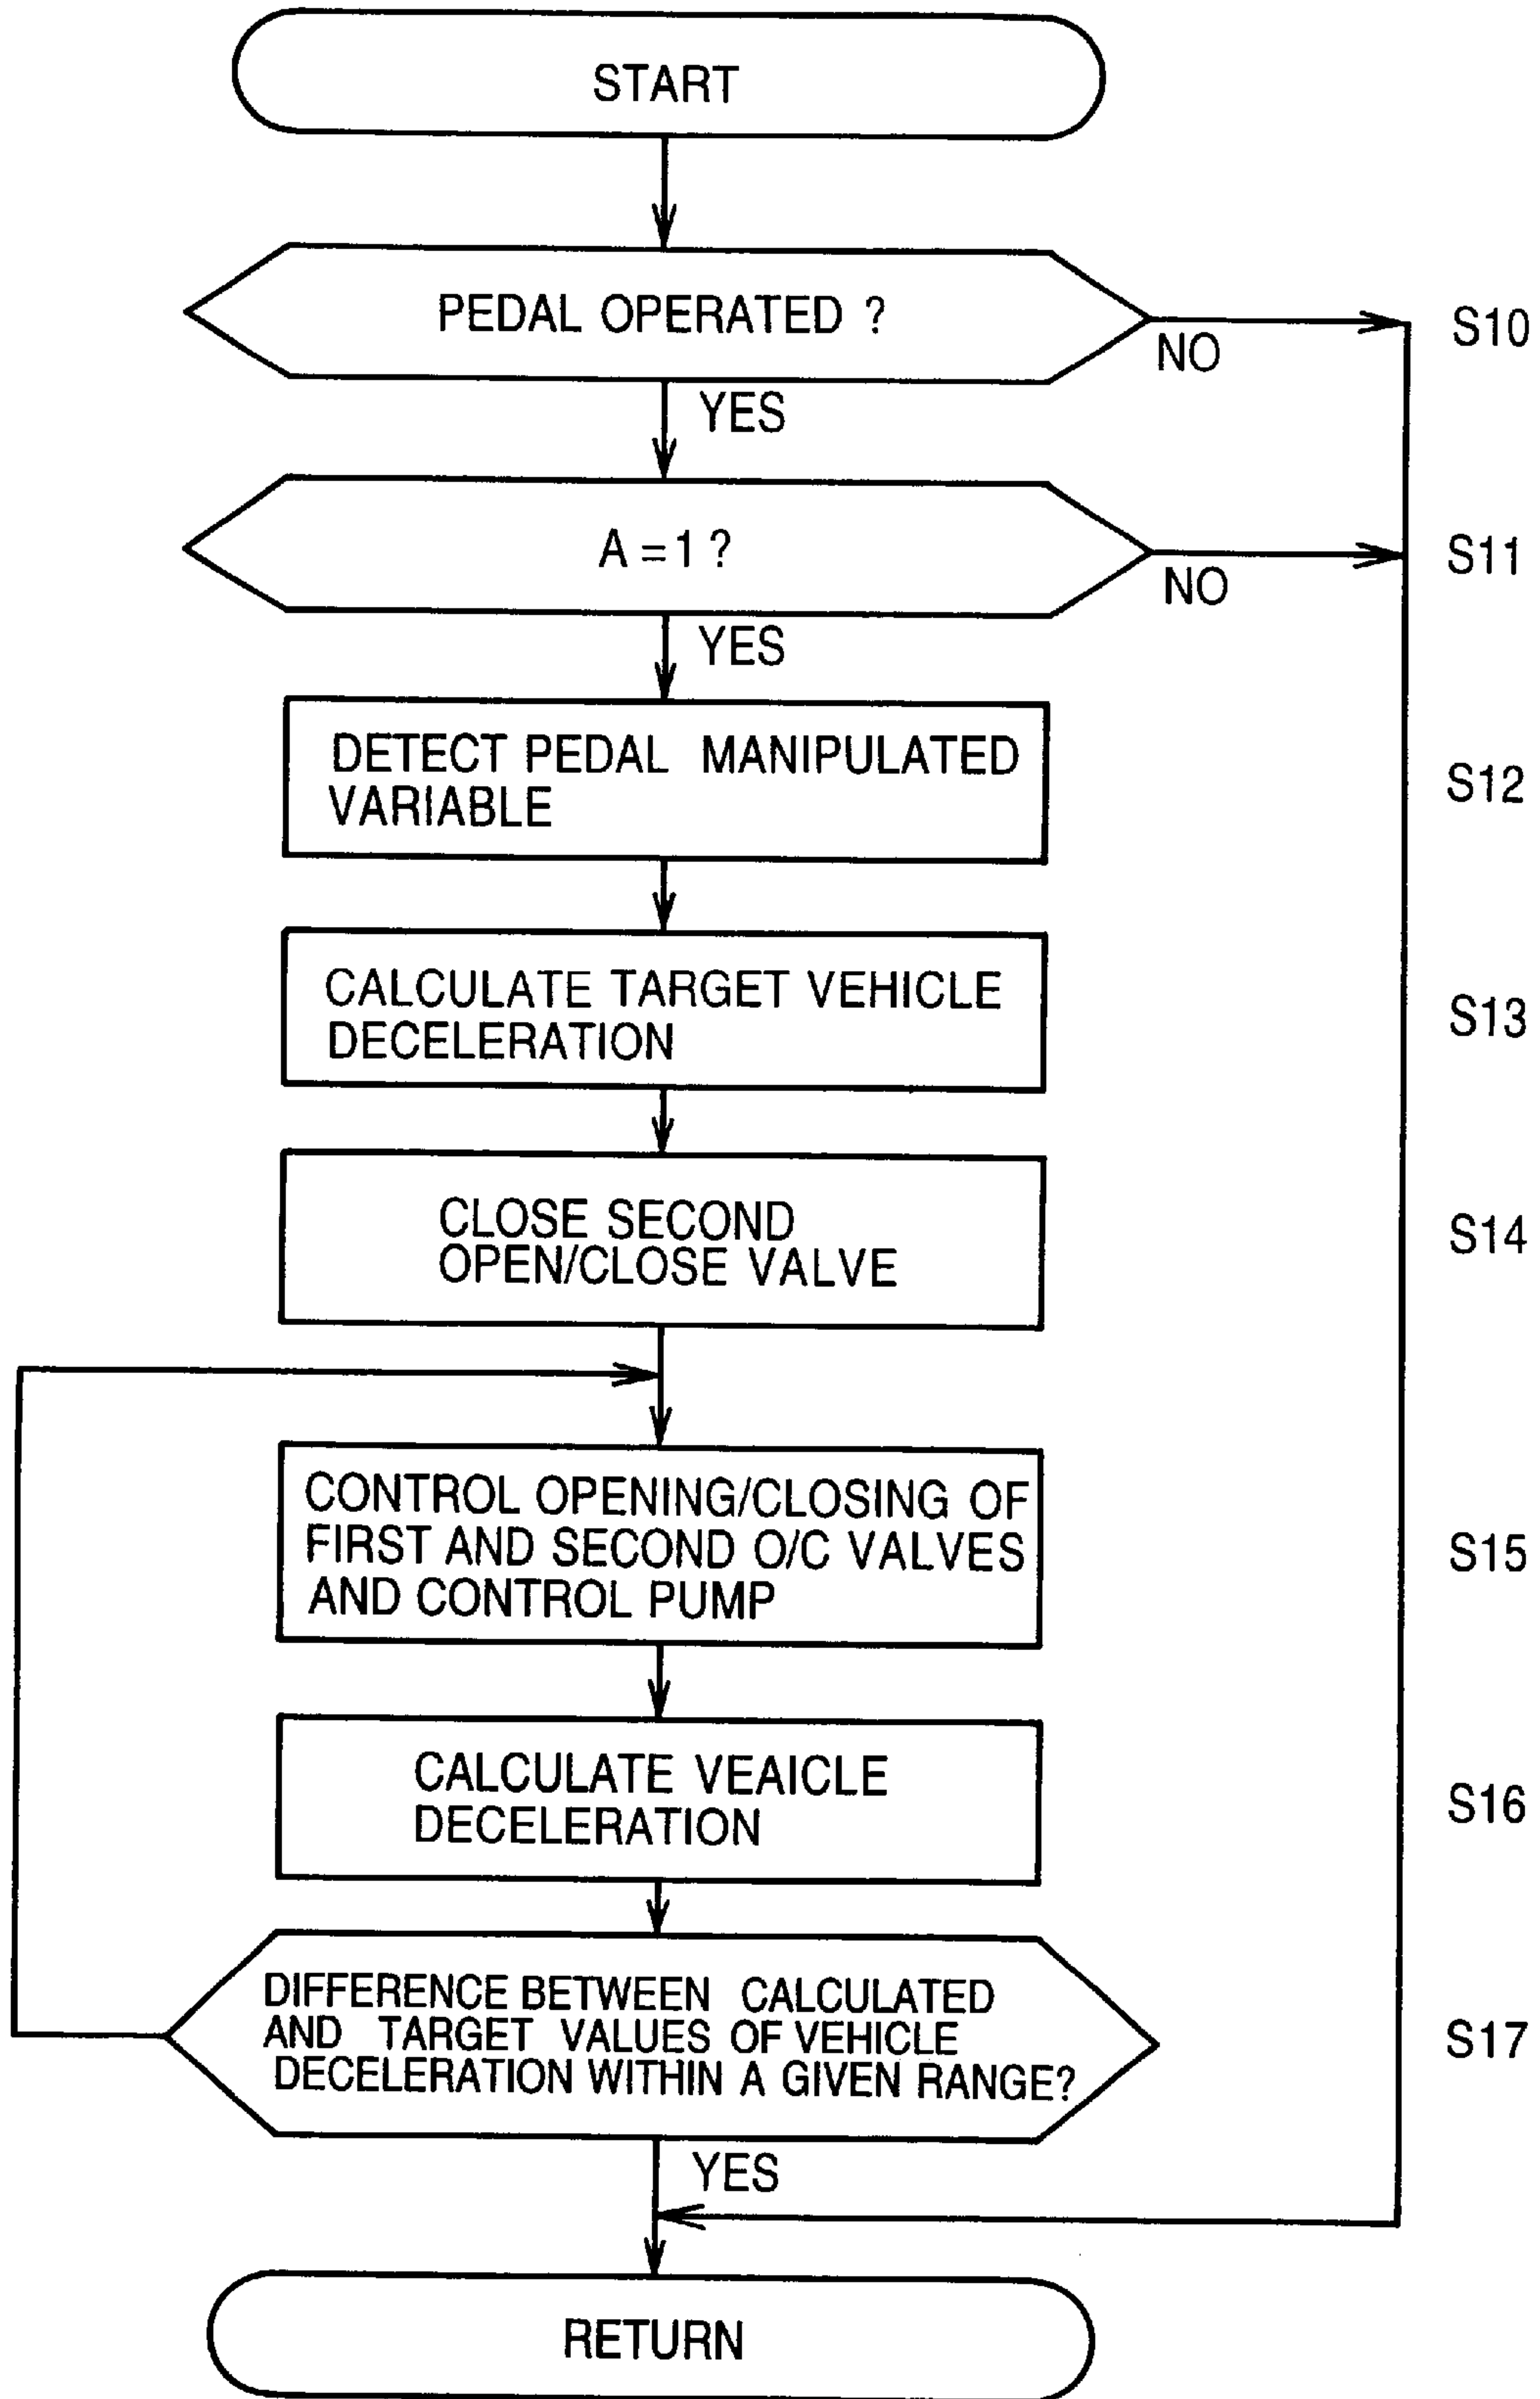 START
PEDAL OPERATED ?
S10
NO
YES
A = 1 ?
S11
NO
YES
DETECT PEDAL MANIPULATED
VARIABLE
S12
CALCULATE TARGET VEHICLE
DECELERATION
S13
CLOSE SECOND
OPEN/CLOSE VALVE
S14
CONTROL OPENING/CLOSING OF
FIRST AND SECOND O/C VALVES
AND CONTROL PUMP
S15
CALCULATE VEAICLE
DECELERATION
S16
DIFFERENCE BETWEEN CALCULATED
AND TARGET VALUES OF VEHICLE
DECELERATION WITHIN A GIVEN RANGE?
S17
YES
RETURN